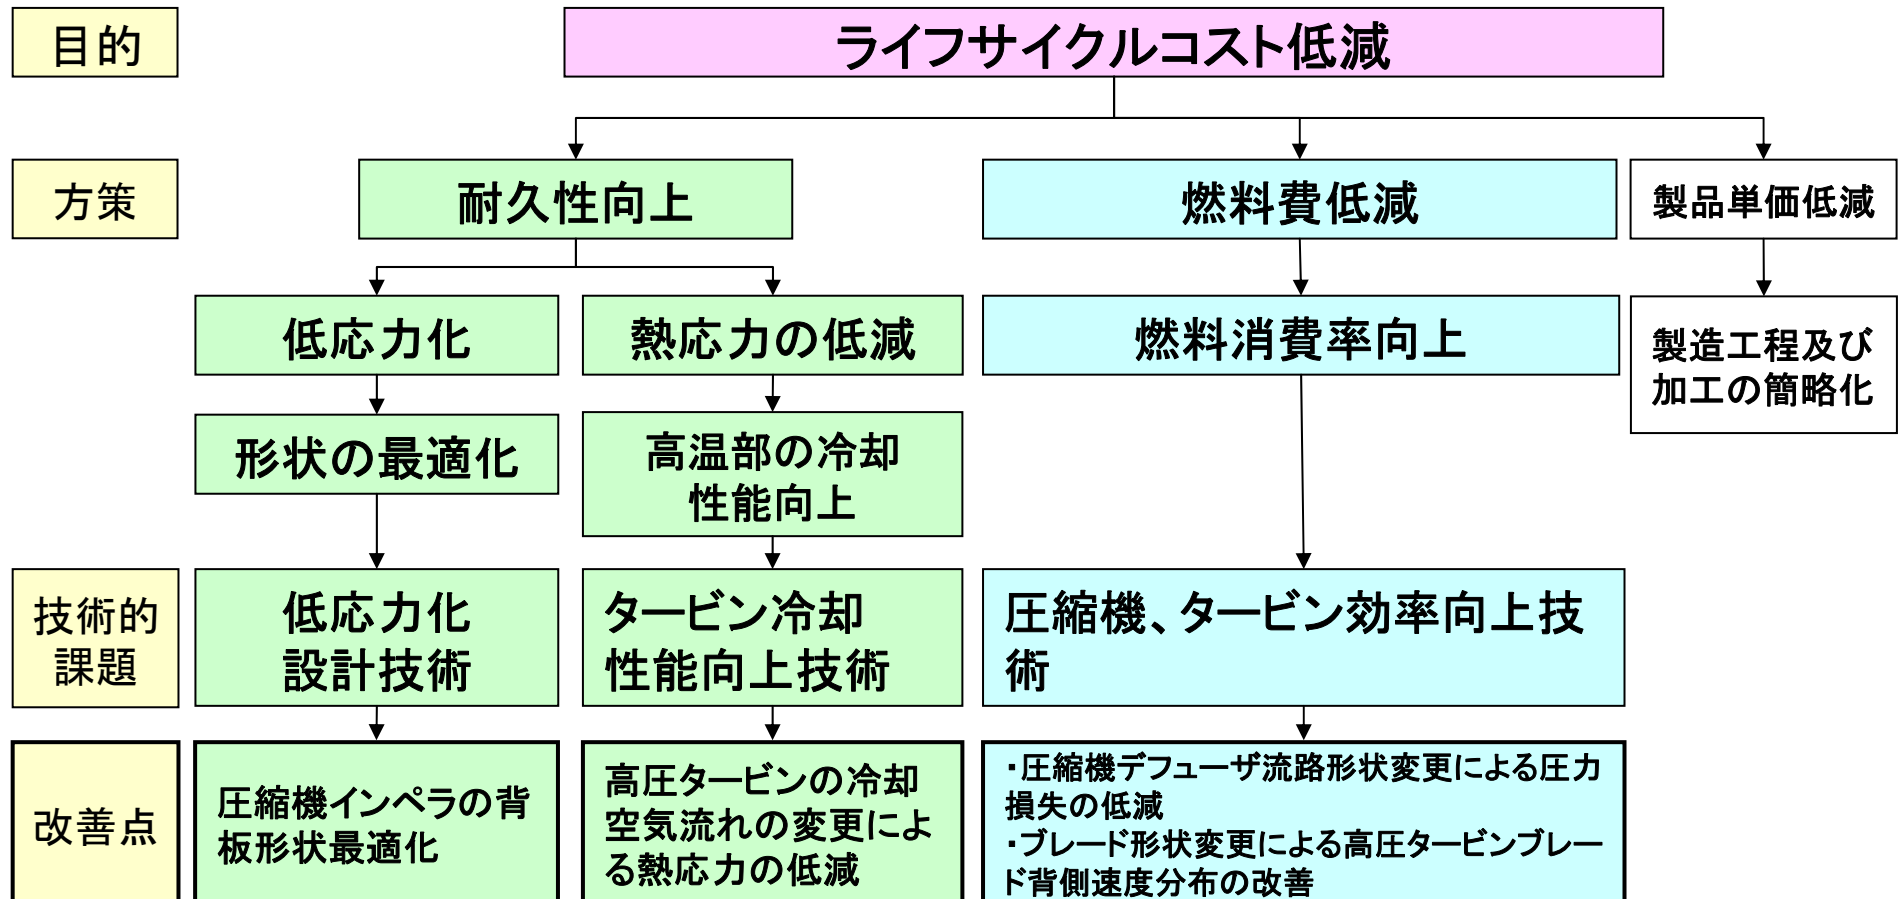 目的
ライフサイクルコスト低減
方策
耐久性向上
燃料費低減
製品単価低減
低応力化
熱応力の低減
燃料消費率向上
製造工程及び
加工の簡略化
形状の最適化
高温部の冷却
性能向上
技術的
課題
低応力化
設計技術
タービン冷却
性能向上技術
圧縮機、タービン効率向上技
術
改善点
圧縮機インペラの背
板形状最適化
高圧タービンの冷却
空気流れの変更によ
る熱応力の低減
・圧縮機デフューザ流路形状変更による圧力
損失の低減
・ブレード形状変更による高圧タービンブレー
ド背側速度分布の改善